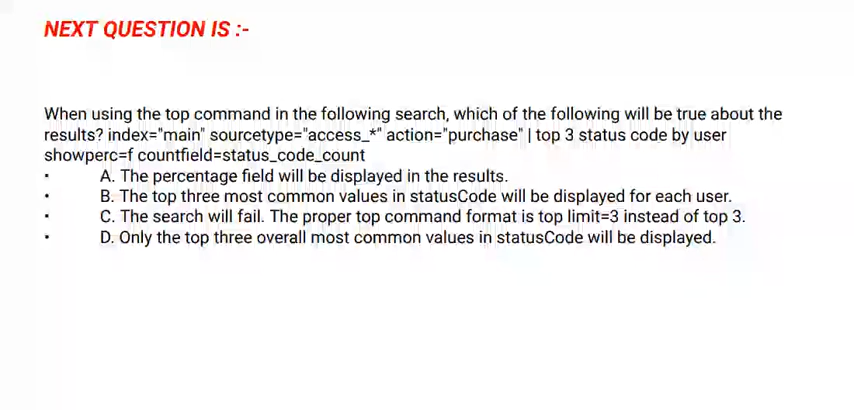 NEXT QUESTION IS :-
When using the top command in the following search, which of the following will be true about the
results? index="main" sourcetype="access_*" action="purchase" | top 3 status code by user
showperc=f countfield=status_code_count
· A. The percentage field will be displayed in the results.
· B. The top three most common values in statusCode will be displayed for each user.
· C. The search will fail. The proper top command format is top limit=3 instead of top 3.
· D. Only the top three overall most common values in statusCode will be displayed.